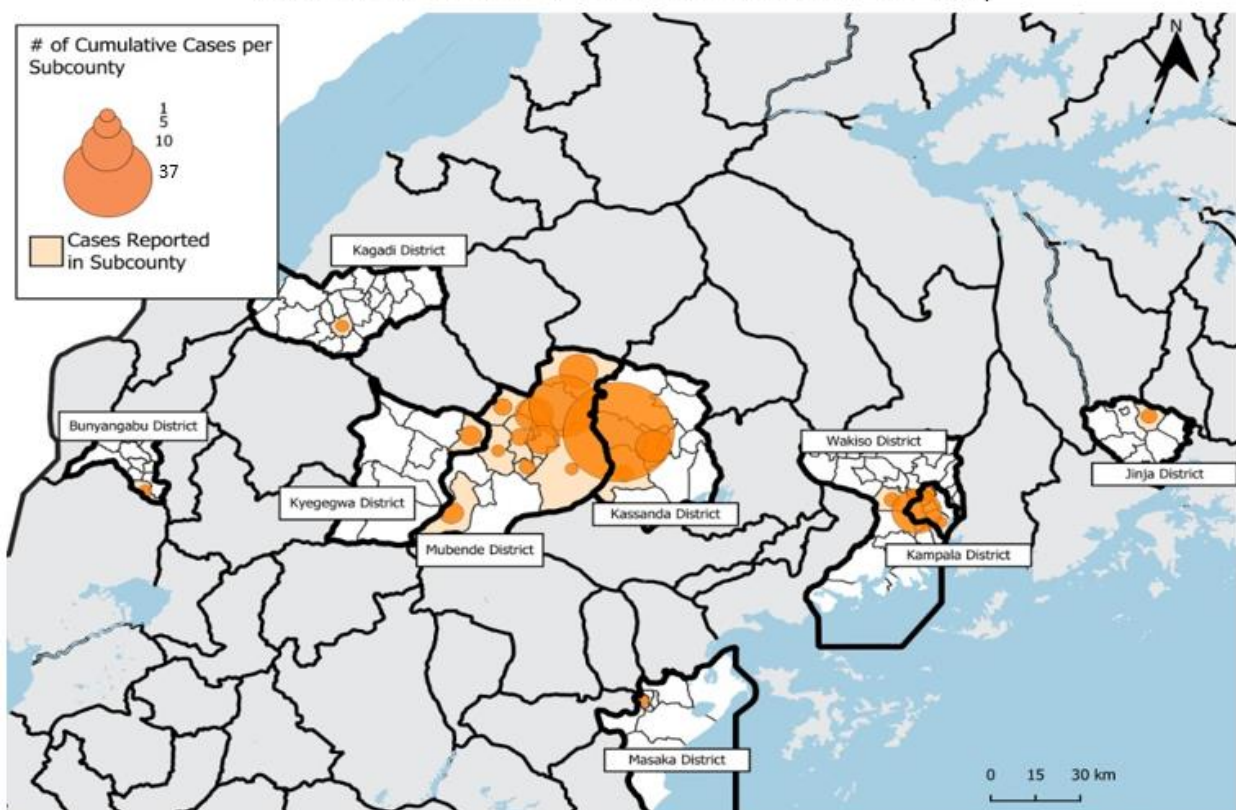 # of Cumulative Cases per
Subcounty
1
5
10
37
Cases Reported
in Subcounty
N
Kagadi District
Bunyangabu District
Wakiso District
Jinja District
Kyegegwa District
Kassanda District
Mubende District
Kampala District
Masaka District
0 15 30 km